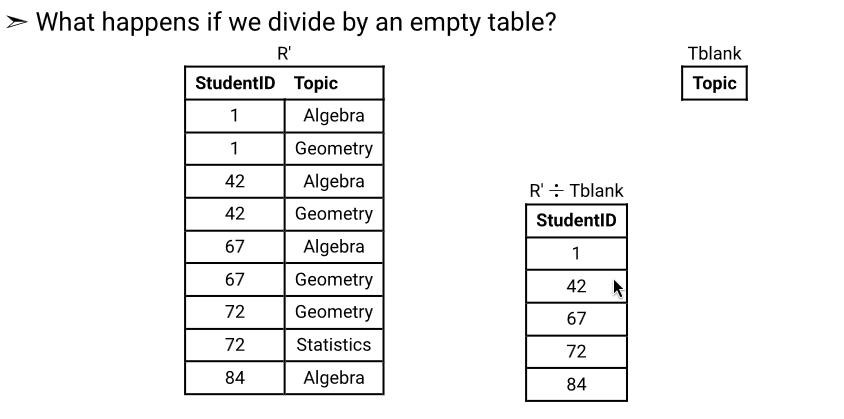 ➢ What happens if we divide by an empty table?
R'
StudentID Topic
1 Algebra
1 Geometry
42 Algebra
42 Geometry
67 Algebra
67 Geometry
72 Geometry
72 Statistics
84 Algebra
Tblank
Topic
R' ÷ Tblank
StudentID
1
42
67
72
84